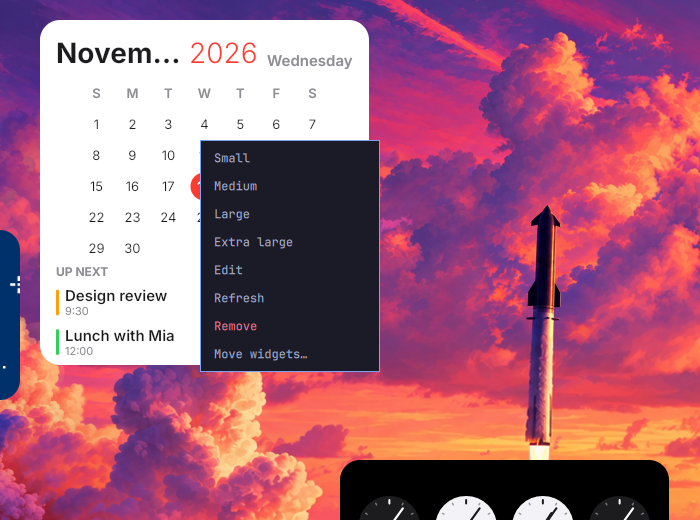 Novem... 2026 Wednesday
S M T W T F S
1 2 3 4 5 6 7
8 9 10
15 16 17
22 23 24
29 30
UP NEXT
Design review
9:30
Lunch with Mia
12:00
Small
Medium
Large
Extra large
Edit
Refresh
Remove
Move widgets…